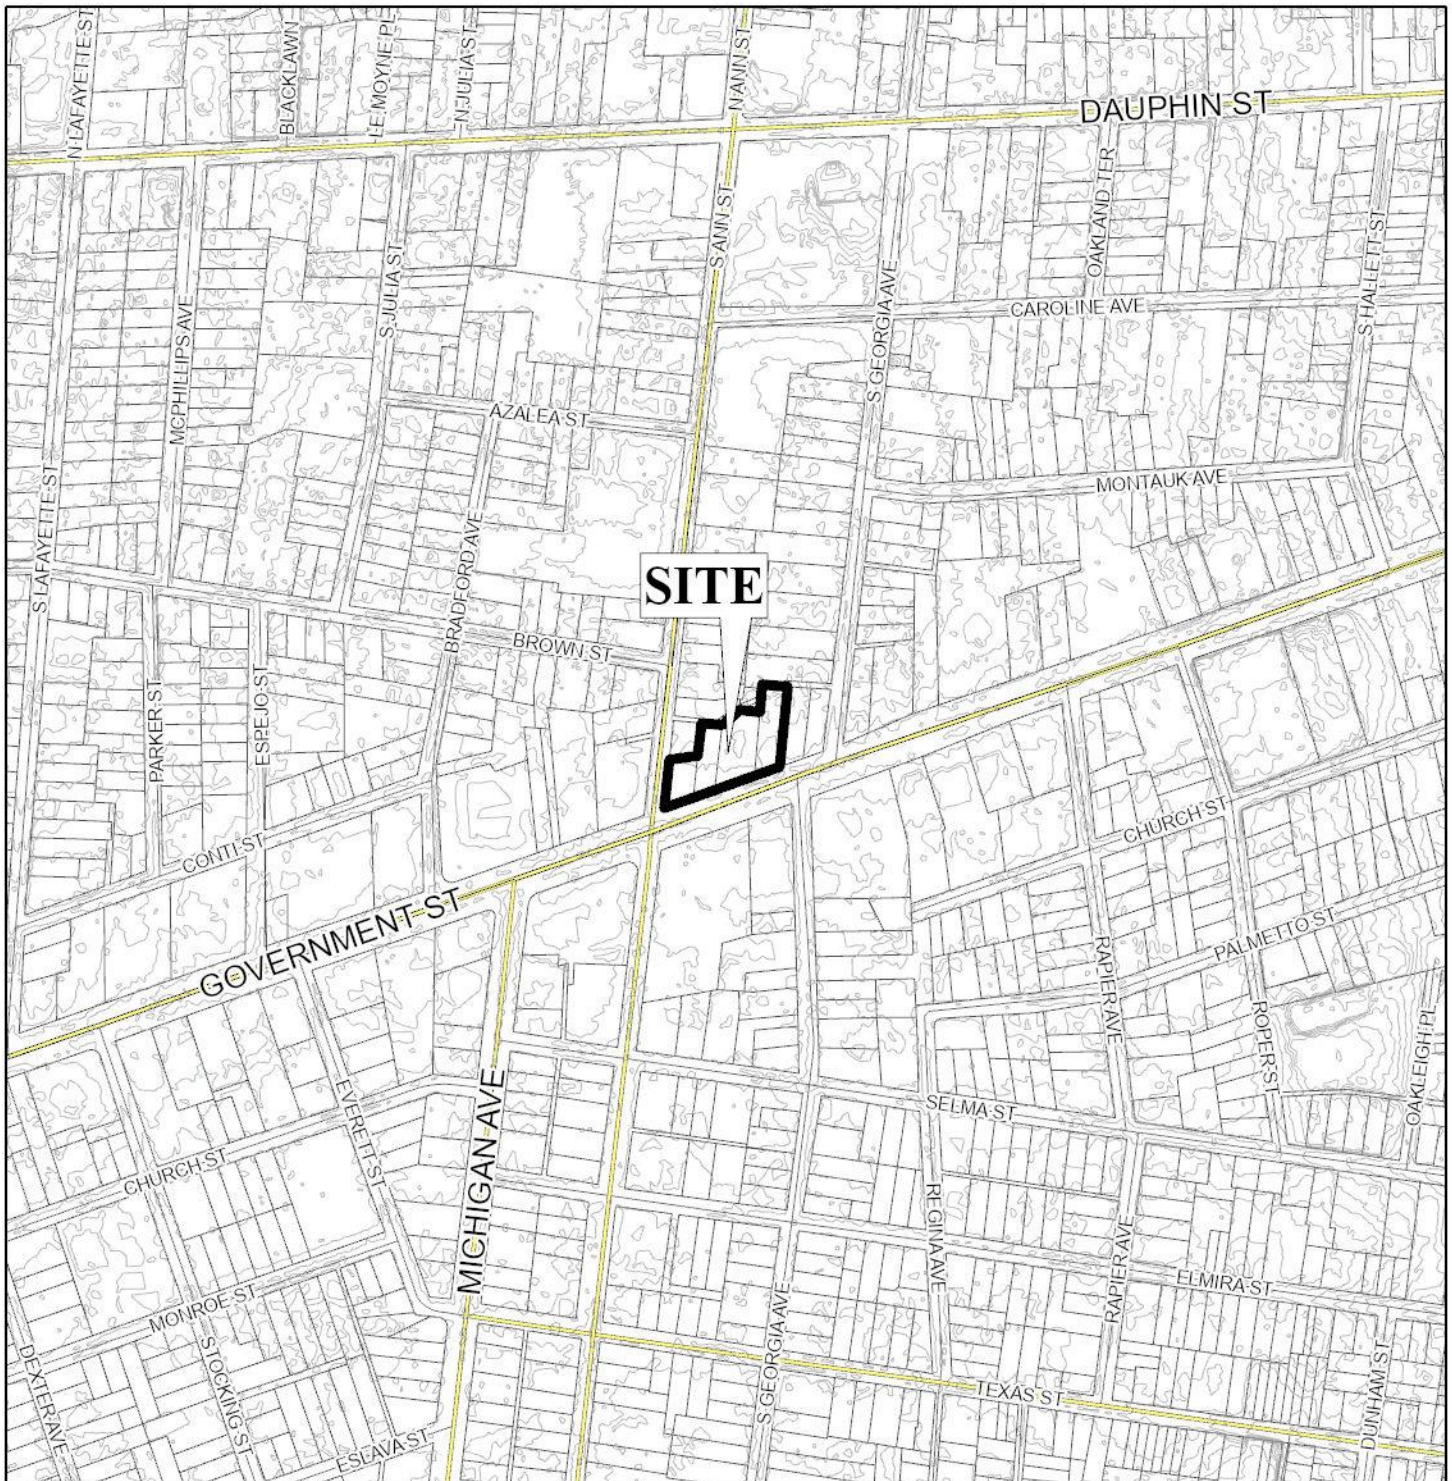 N LAFAYETTE ST
BLACKLAWN
LE MOYNE PL
N JULIA ST
N ANN ST
DAUPHIN ST
S ANN ST
OAKLAND TER
S HALLETT ST
S JULIA ST
S GEORGIA AVE
CAROLINE AVE
MCPHILLIPS AVE
AZALEA ST
MONTAUK AVE
S LAFAYETTE ST
BRADFORD AVE
SITE
BROWN ST
PARKER ST
ESPEJO ST
CONTI ST
CHURCH ST
GOVERNMENT ST
PALMETTO ST
RAPIER AVE
ROPER ST
OAKLEIGH PL
EVERETT ST
MICHIGAN AVE
SELMA ST
CHURCH ST
REGINA AVE
RAPIER AVE
ELMIRA ST
MONROE ST
S GEORGIA AVE
STOCKING ST
DEXTER AVE
TEXAS ST
DUNHAM ST
ESLAVA ST